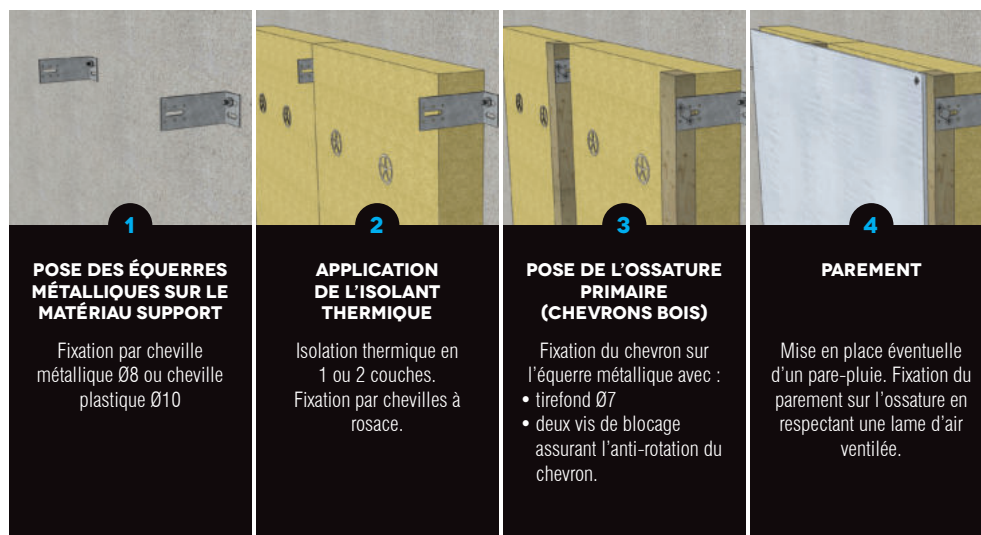 1
POSE DES ÉQUERRES
MÉTALLIQUES SUR LE
MATÉRIAU SUPPORT
Fixation par cheville
métallique Ø8 ou cheville
plastique Ø10
2
APPLICATION
DE L'ISOLANT
THERMIQUE
Isolation thermique en
1 ou 2 couches.
Fixation par chevilles à
rosace.
3
POSE DE L'OSSATURE
PRIMAIRE
(CHEVRONS BOIS)
Fixation du chevron sur
l'équerre métallique avec :
• tirefond Ø7
• deux vis de blocage
assurant l'anti-rotation du
chevron.
4
PAREMENT
Mise en place éventuelle
d'un pare-pluie. Fixation du
parement sur l'ossature en
respectant une lame d'air
ventilée.